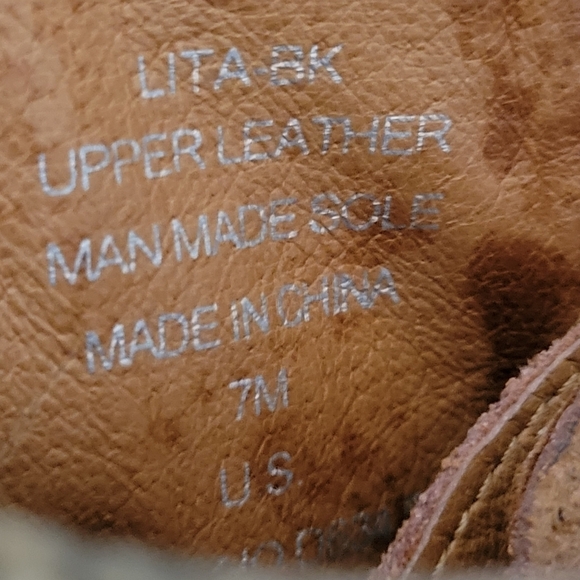 LITA-BK
UPPER LEATHER
MAN MADE SOLE
MADE IN CHINA
7M
U S.